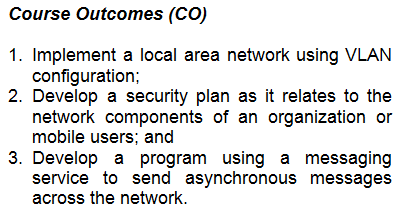 Course Outcomes (CO)
1. Implement a local area network using VLAN
configuration;
2. Develop a security plan as it relates to the
network components of an organization or
mobile users; and
3. Develop a program using a messaging
service to send asynchronous messages
across the network.